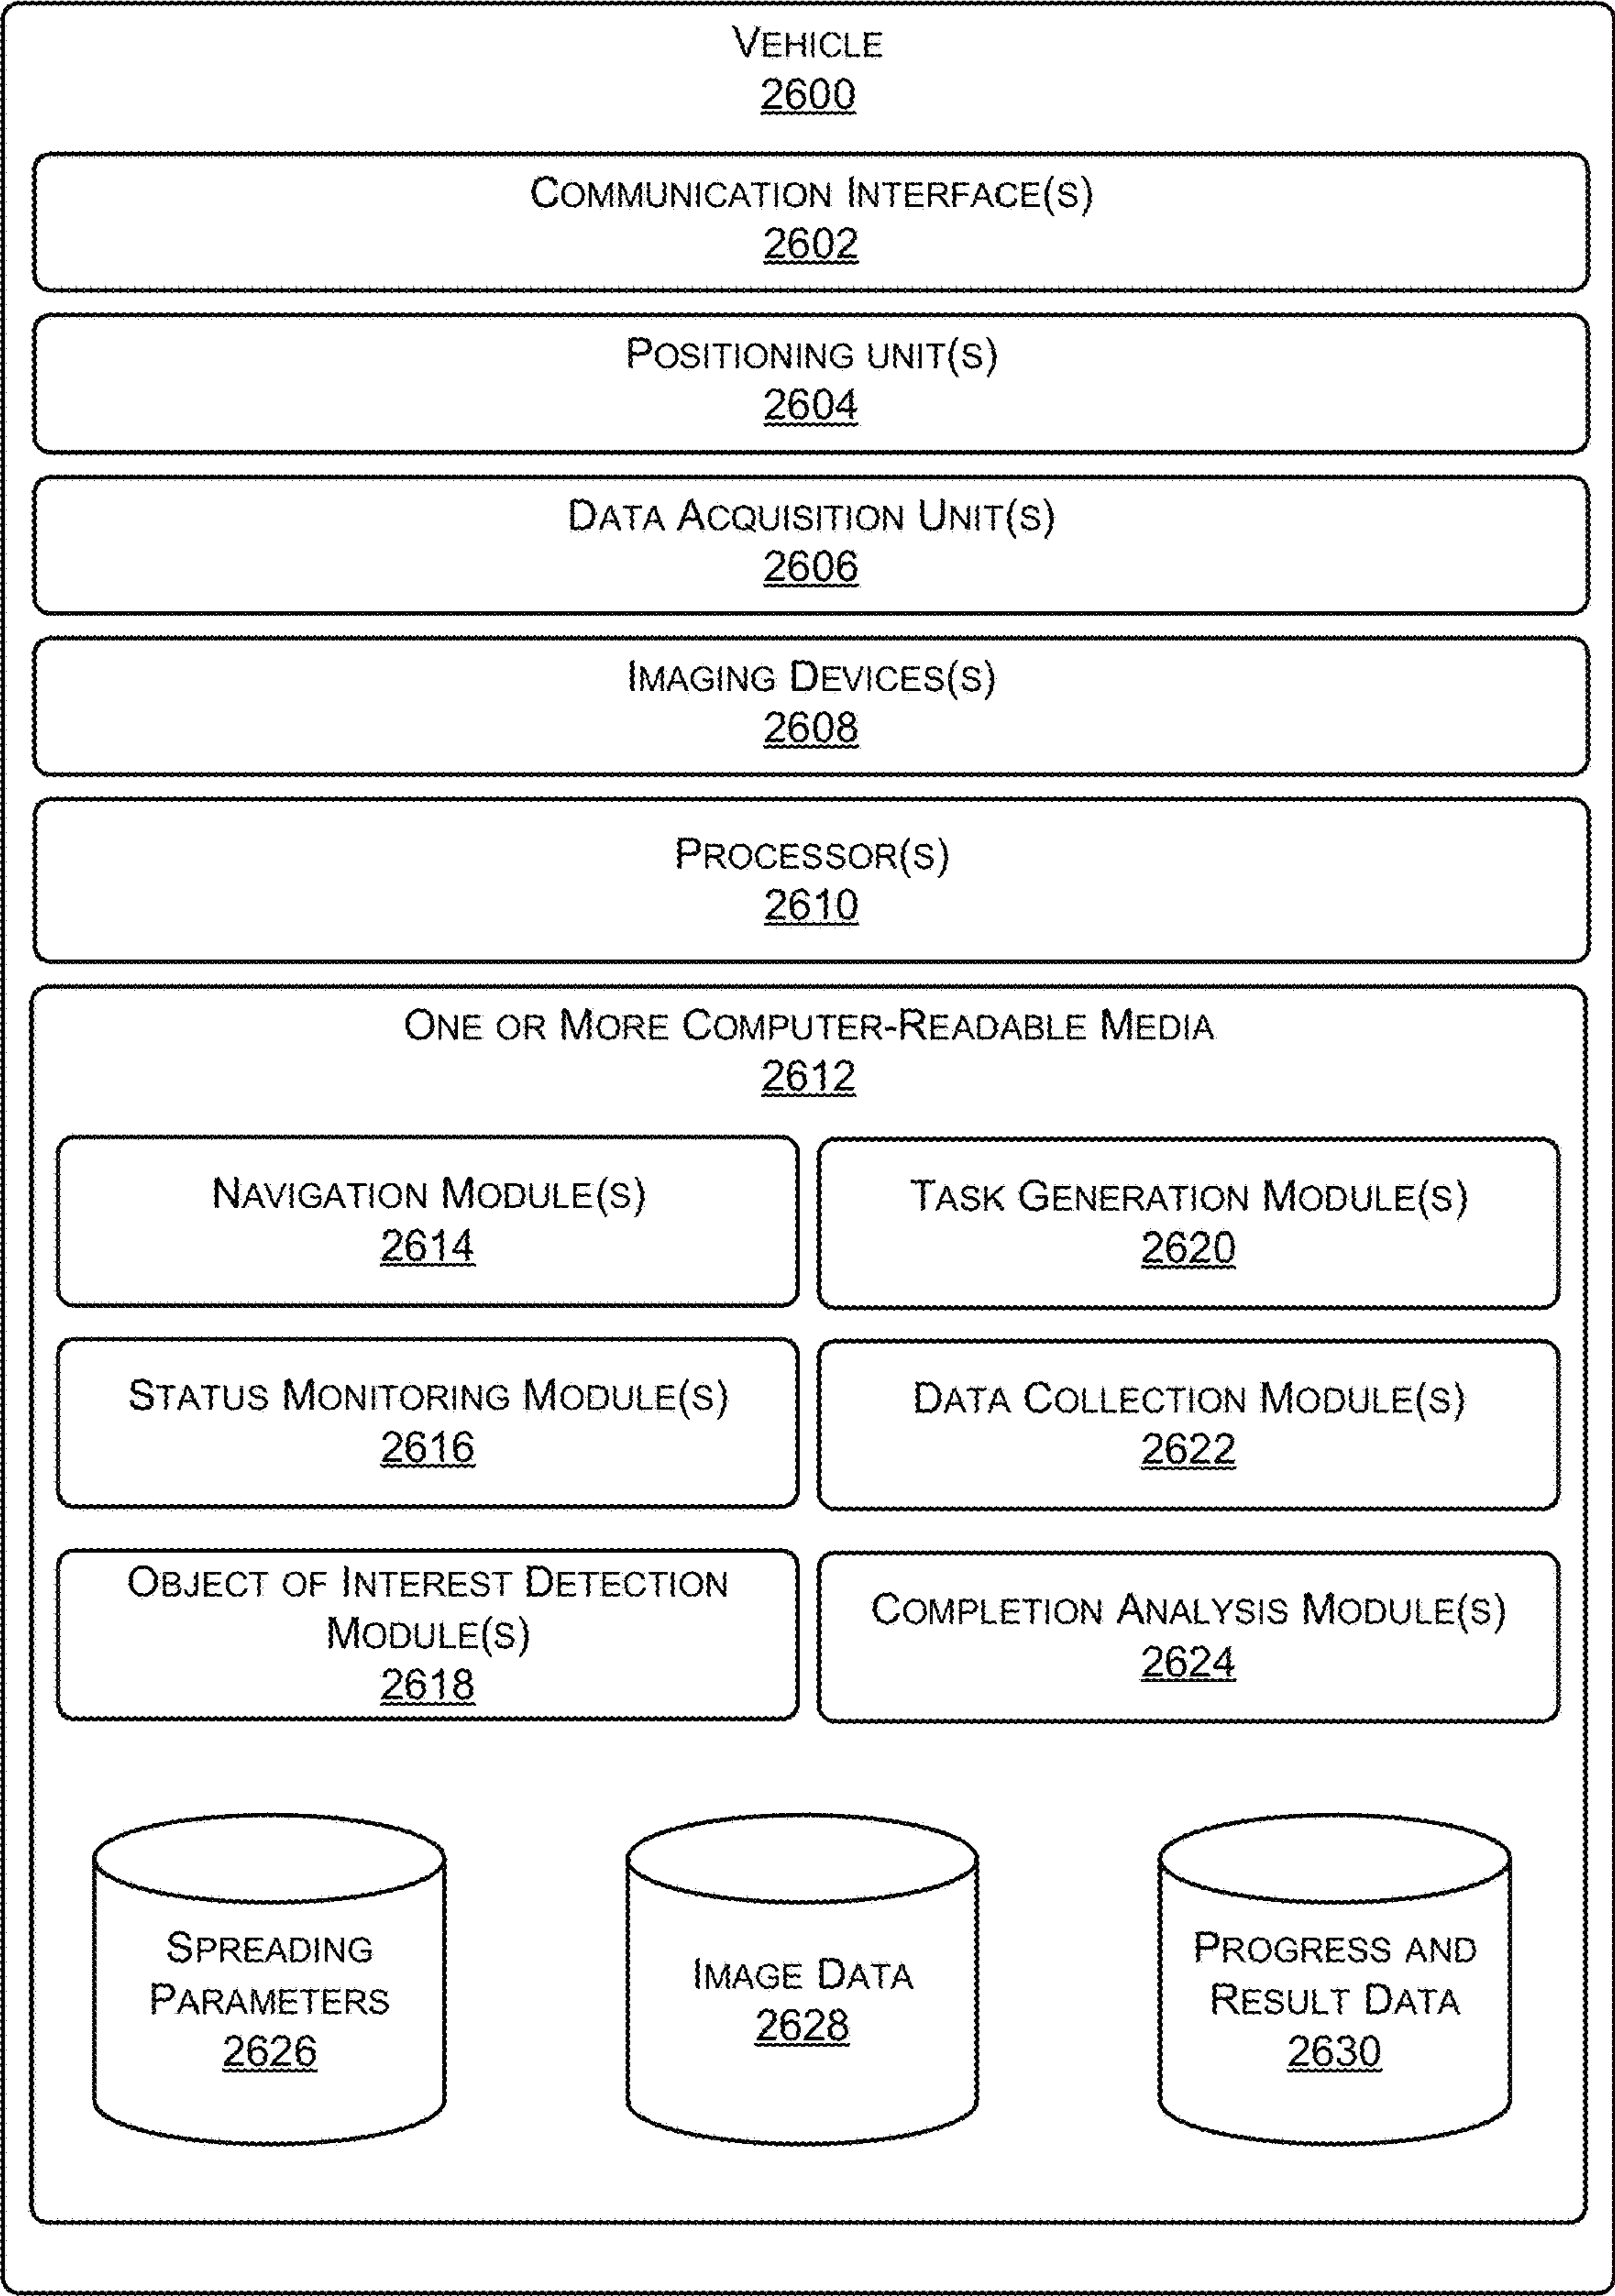 VEHICLE
2600
COMMUNICATION INTERFACE(S)
2602
POSITIONING UNIT(S)
2604
DATA ACQUISITION UNIT(S)
2606
IMAGING DEVICES(S)
2608
PROCESSOR(S)
2610
ONE OR MORE COMPUTER-READABLE MEDIA
2612
NAVIGATION MODULE(S)
2614
TASK GENERATION MODULE(S)
2620
STATUS MONITORING MODULE(S)
2616
DATA COLLECTION MODULE(S)
2622
OBJECT OF INTEREST DETECTION
MODULE(S)
2618
COMPLETION ANALYSIS MODULE(S)
2624
SPREADING
PARAMETERS
2626
IMAGE DATA
2628
PROGRESS AND
RESULT DATA
2630